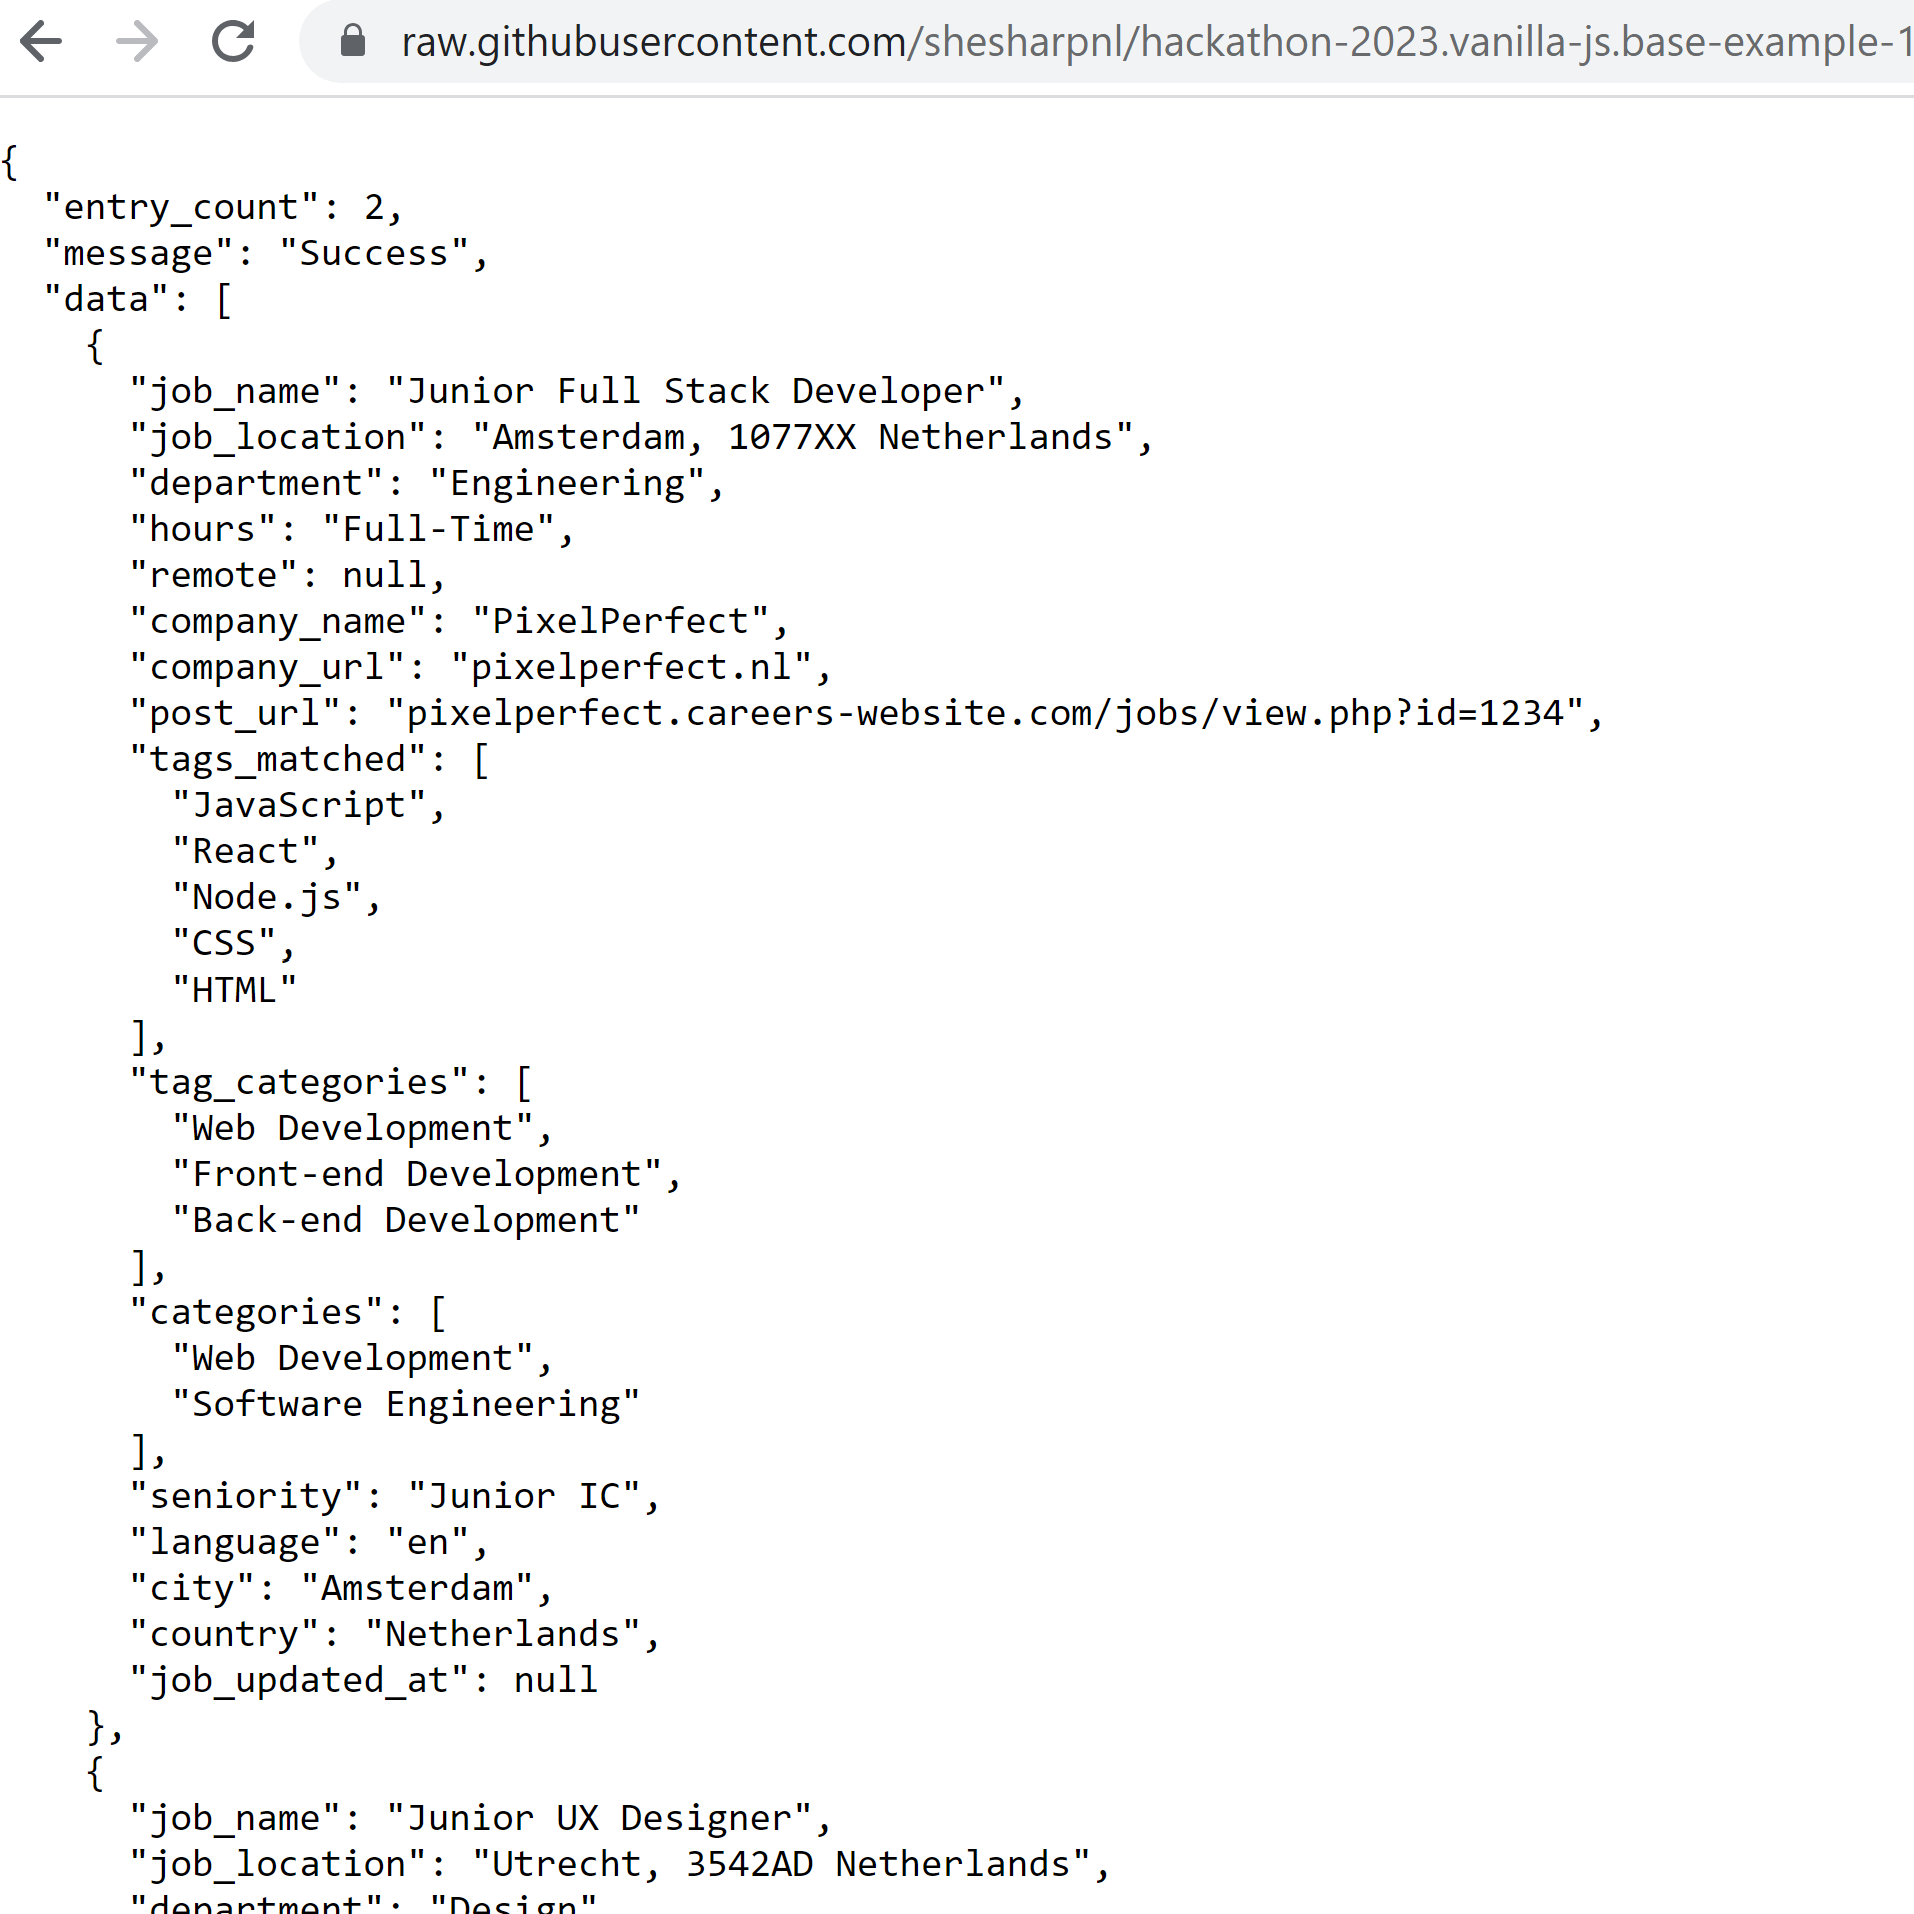 raw.githubusercontent.com/shesharpnl/hackathon-2023.vanilla-js.base-example-1
{
  "entry_count": 2,
  "message": "Success",
  "data": [
    {
      "job_name": "Junior Full Stack Developer",
      "job_location": "Amsterdam, 1077XX Netherlands",
      "department": "Engineering",
      "hours": "Full-Time",
      "remote": null,
      "company_name": "PixelPerfect",
      "company_url": "pixelperfect.nl",
      "post_url": "pixelperfect.careers-website.com/jobs/view.php?id=1234",
      "tags_matched": [
        "JavaScript",
        "React",
        "Node.js",
        "CSS",
        "HTML"
      ],
      "tag_categories": [
        "Web Development",
        "Front-end Development",
        "Back-end Development"
      ],
      "categories": [
        "Web Development",
        "Software Engineering"
      ],
      "seniority": "Junior IC",
      "language": "en",
      "city": "Amsterdam",
      "country": "Netherlands",
      "job_updated_at": null
    },
    {
      "job_name": "Junior UX Designer",
      "job_location": "Utrecht, 3542AD Netherlands",
      "department": "Design"